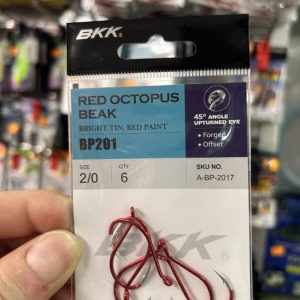 BKK®
RED OCTOPUS
BEAK
BRIGHT TIN, RED PAINT
BP201
45° ANGLE
UPTURNED EYE
• Forged
• Offset
SIZE QTY SKU NO.
2/0 6 A-BP-2017
BKK